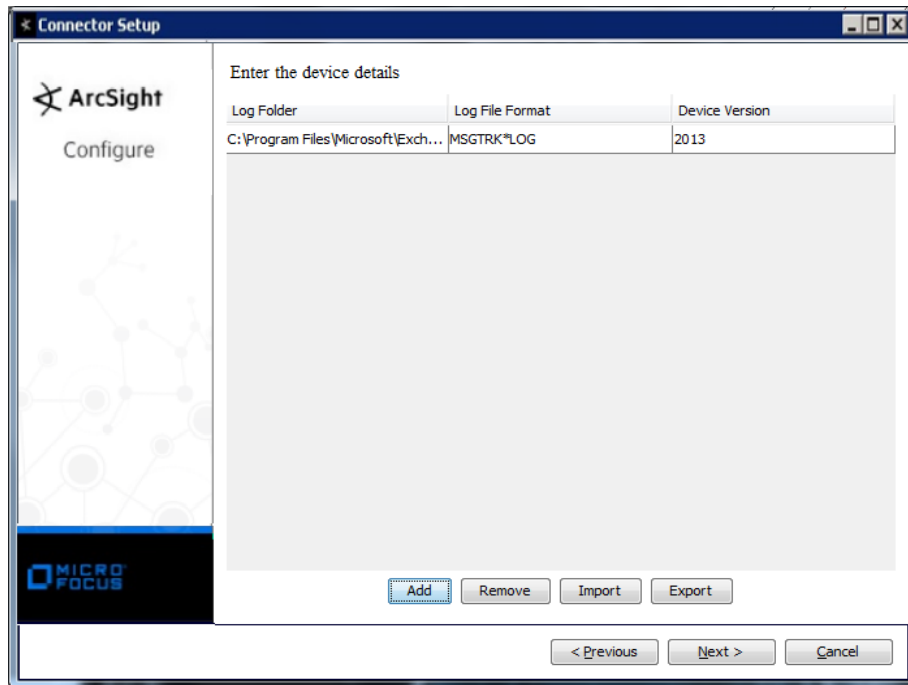 Connector Setup
ArcSight
Configure
Enter the device details
Log Folder Log File Format Device Version
C:\Program Files\Microsoft\Exch... MSGTRK*LOG 2013
MICRO
FOCUS
Add Remove Import Export
< Previous Next > Cancel